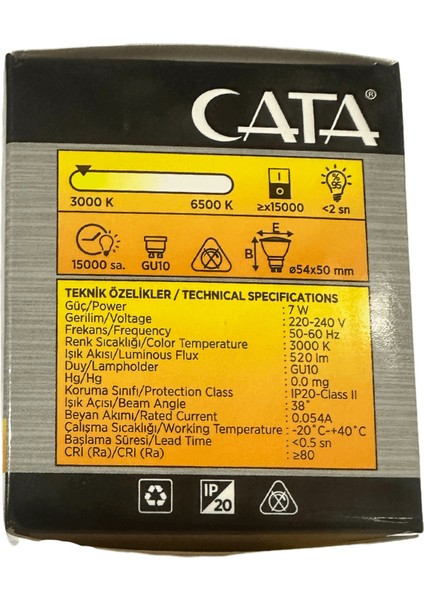 CATA®
3000 K 6500 K ≥x15000 <2 sn
15000 sa. GU10 B E ø54x50 mm
TEKNİK ÖZELİKLER / TECHNICAL SPECIFICATIONS
Güç/Power : 7 W
Gerilim/Voltage : 220-240 V
Frekans/Frequency : 50-60 Hz
Renk Sıcaklığı/Color Temperature : 3000 K
Işık Akısı/Luminous Flux : 520 lm
Duy/Lampholder : GU10
Hg/Hg : 0.0 mg
Koruma Sınıfı/Protection Class : IP20-Class II
Işık Açısı/Beam Angle : 38˚
Beyan Akımı/Rated Current : 0.054A
Çalışma Sıcaklığı/Working Temperature : -20˚C-+40˚C
Başlama Süresi/Lead Time : <0.5 sn
CRI (Ra)/CRI (Ra) : ≥80
IP
20